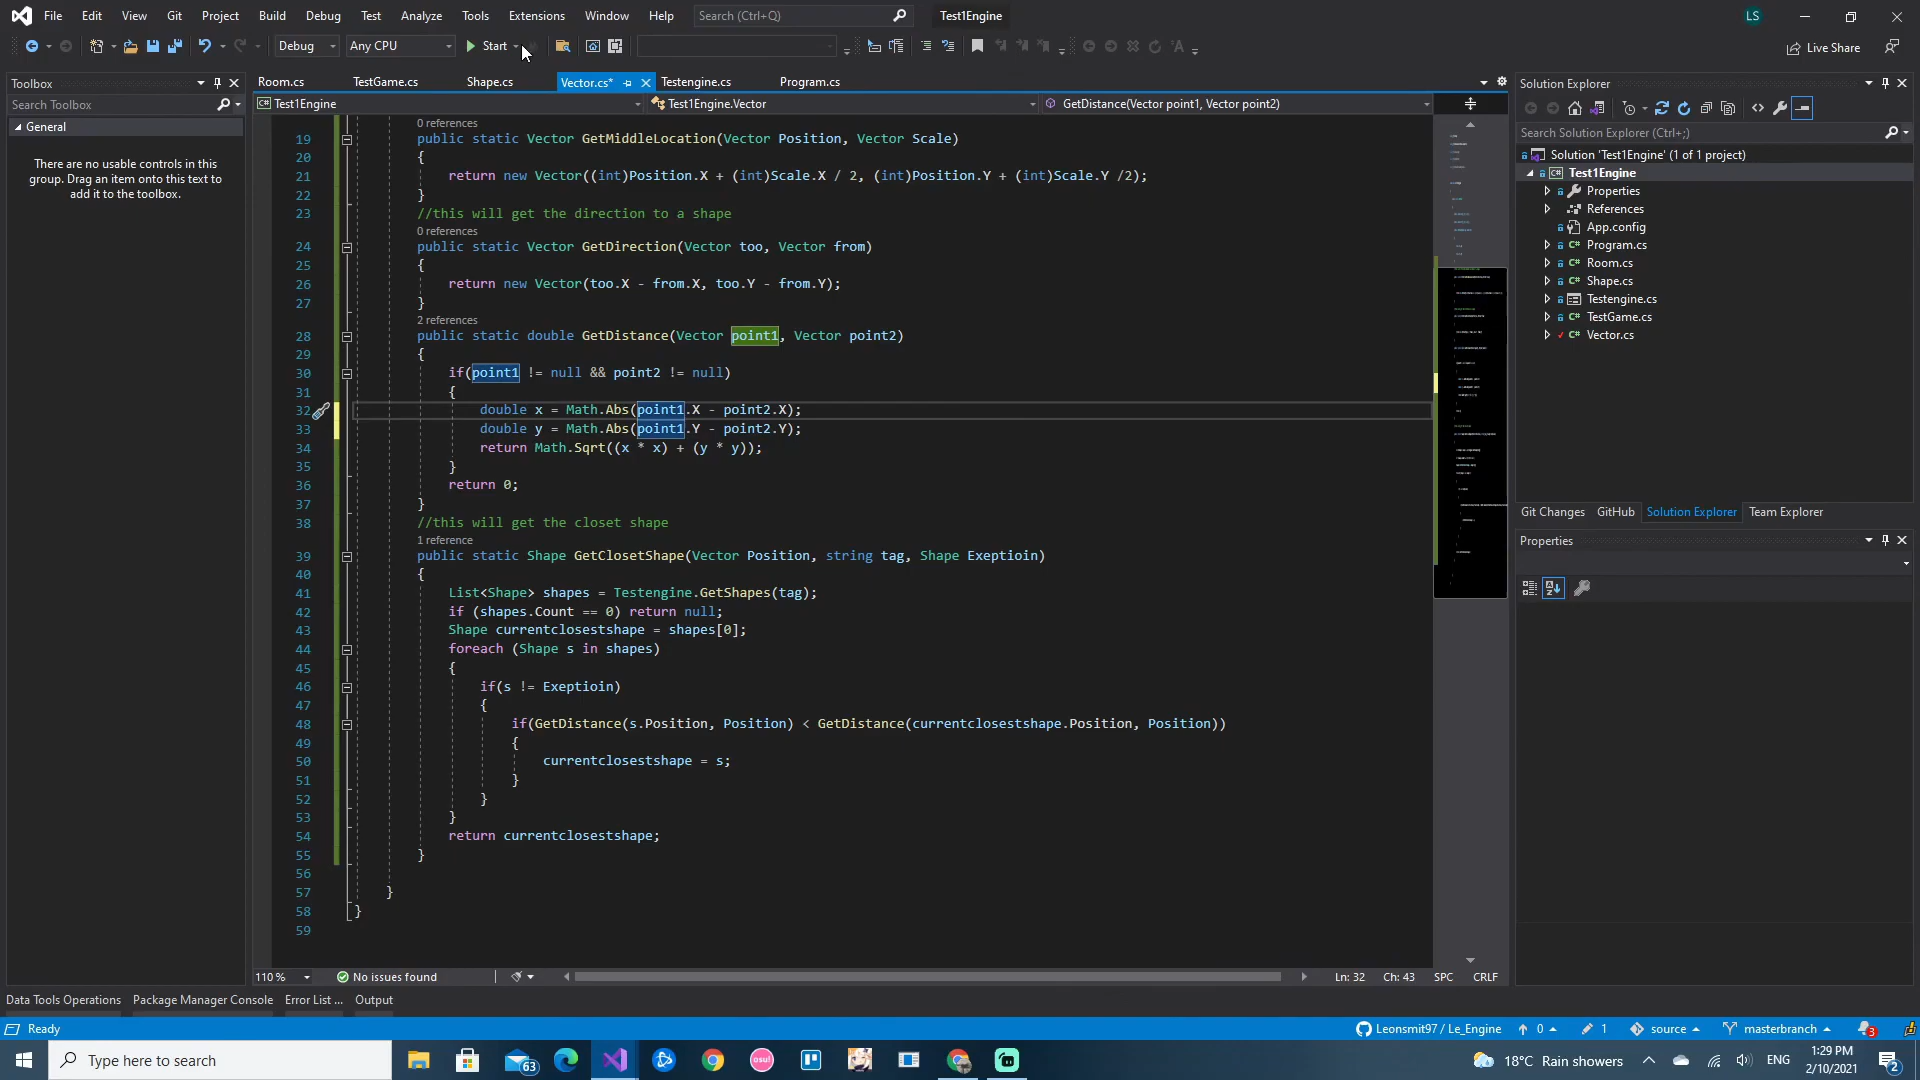 File Edit View Git Project Build Debug Test Analyze Tools Extensions Window Help Search (Ctrl+Q) Test1Engine LS
Debug Any CPU Start Live Share
Toolbox
Search Toolbox
General
There are no usable controls in this
group. Drag an item onto this text to
add it to the toolbox.
Room.cs TestGame.cs Shape.cs Vector.cs* Testengine.cs Program.cs
Test1Engine Test1Engine.Vector GetDistance(Vector point1, Vector point2)
0 references
19 public static Vector GetMiddleLocation(Vector Position, Vector Scale)
20 {
21 return new Vector((int)Position.X + (int)Scale.X / 2, (int)Position.Y + (int)Scale.Y /2);
22 }
23 //this will get the direction to a shape
0 references
24 public static Vector GetDirection(Vector too, Vector from)
25 {
26 return new Vector(too.X - from.X, too.Y - from.Y);
27 }
2 references
28 public static double GetDistance(Vector point1, Vector point2)
29 {
30 if(point1 != null && point2 != null)
31 {
32 double x = Math.Abs(point1.X - point2.X);
33 double y = Math.Abs(point1.Y - point2.Y);
34 return Math.Sqrt((x * x) + (y * y));
35 }
36 return 0;
37 }
38 //this will get the closet shape
1 reference
39 public static Shape GetClosetShape(Vector Position, string tag, Shape Exeptioin)
40 {
41 List<Shape> shapes = Testengine.GetShapes(tag);
42 if (shapes.Count == 0) return null;
43 Shape currentclosestshape = shapes[0];
44 foreach (Shape s in shapes)
45 {
46 if(s != Exeptioin)
47 {
48 if(GetDistance(s.Position, Position) < GetDistance(currentclosestshape.Position, Position))
49 {
50 currentclosestshape = s;
51 }
52 }
53 }
54 return currentclosestshape;
55 }
56
57 }
58 }
59
110 % No issues found Ln: 32 Ch: 43 SPC CRLF
Solution Explorer
Search Solution Explorer (Ctrl+;)
Solution 'Test1Engine' (1 of 1 project)
Test1Engine
Properties
References
App.config
Program.cs
Room.cs
Shape.cs
Testengine.cs
TestGame.cs
Vector.cs
Git Changes GitHub Solution Explorer Team Explorer
Properties
Data Tools Operations Package Manager Console Error List ... Output
Ready Leonsmit97 / Le_Engine 0 1 source masterbranch 3
Type here to search 63 osu! 18°C Rain showers ENG 1:29 PM
2/10/2021 2